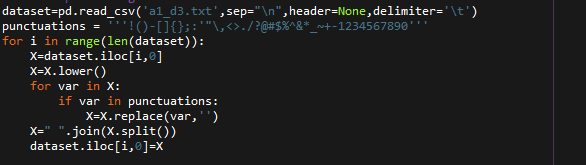 dataset=pd.read_csv('a1_d3.txt',sep="\n",header=None,delimiter='\t')
punctuations = '''!()-[]{};:'"\,<>./?@#$%^&*_~+-1234567890'''
for i in range(len(dataset)):
    X=dataset.iloc[i,0]
    X=X.lower()
    for var in X:
        if var in punctuations:
            X=X.replace(var,'')
    X=" ".join(X.split())
    dataset.iloc[i,0]=X